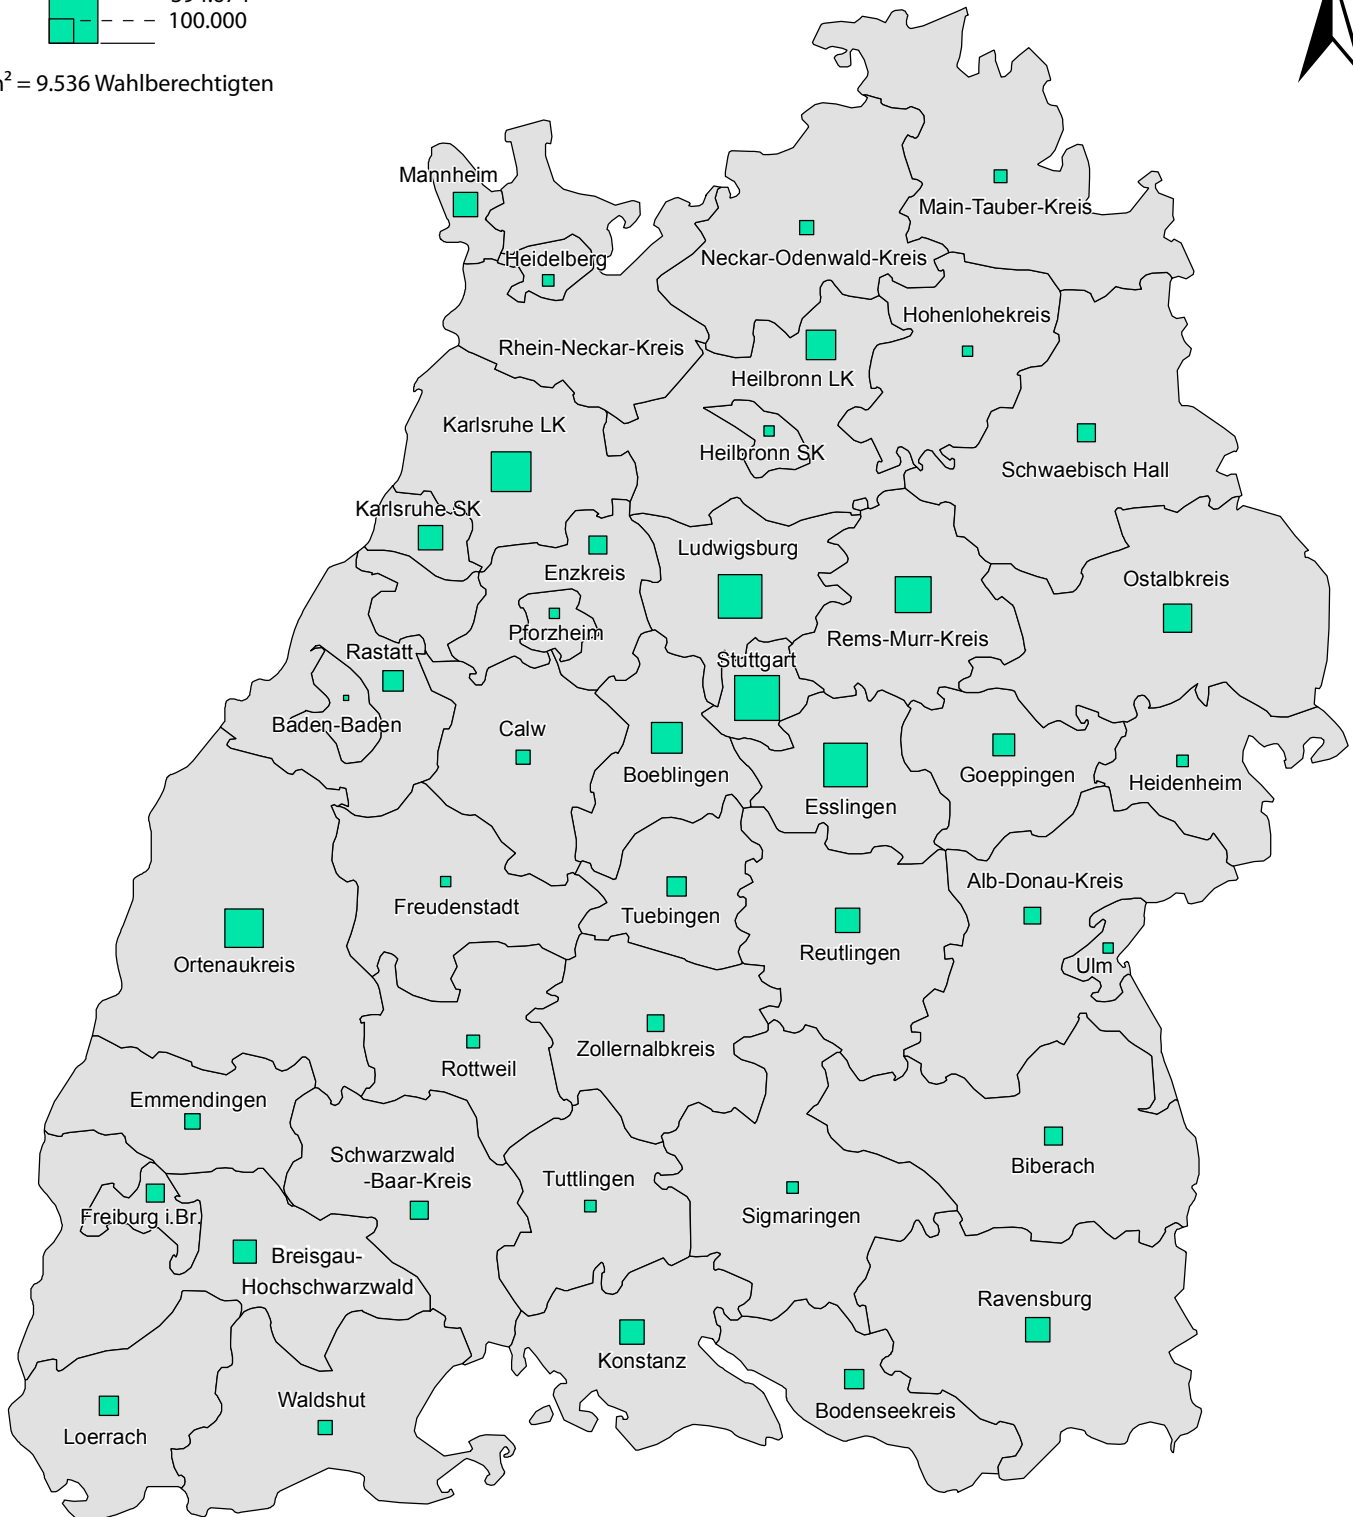 100.000
= 9.536 Wahlberechtigten
Mannheim
Main-Tauber-Kreis
Heidelberg
Neckar-Odenwald-Kreis
Hohenlohekreis
Rhein-Neckar-Kreis
Heilbronn LK
Karlsruhe LK
Heilbronn SK
Schwaebisch Hall
Karlsruhe SK
Ludwigsburg
Enzkreis
Ostalbkreis
Pforzheim
Rems-Murr-Kreis
Rastatt
Stuttgart
Baden-Baden
Calw
Boeblingen
Goeppingen
Heidenheim
Esslingen
Alb-Donau-Kreis
Freudenstadt
Tuebingen
Reutlingen
Ortenaukreis
Ulm
Zollernalbkreis
Rottweil
Emmendingen
Schwarzwald
-Baar-Kreis
Biberach
Tuttlingen
Freiburg i.Br.
Sigmaringen
Breisgau-
Hochschwarzwald
Ravensburg
Konstanz
Waldshut
Bodenseekreis
Loerrach